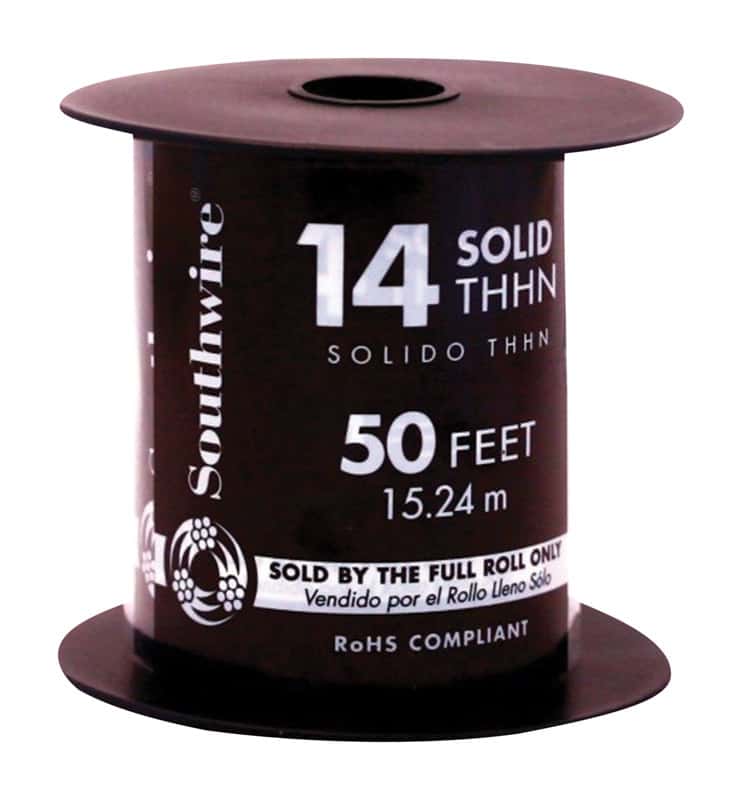 Southwire®
14 SOLID
THHN
SOLIDO THHN
50 FEET
15.24 m
SOLD BY THE FULL ROLL ONLY
Vendido por el Rollo Lleno Sólo
RoHS COMPLIANT